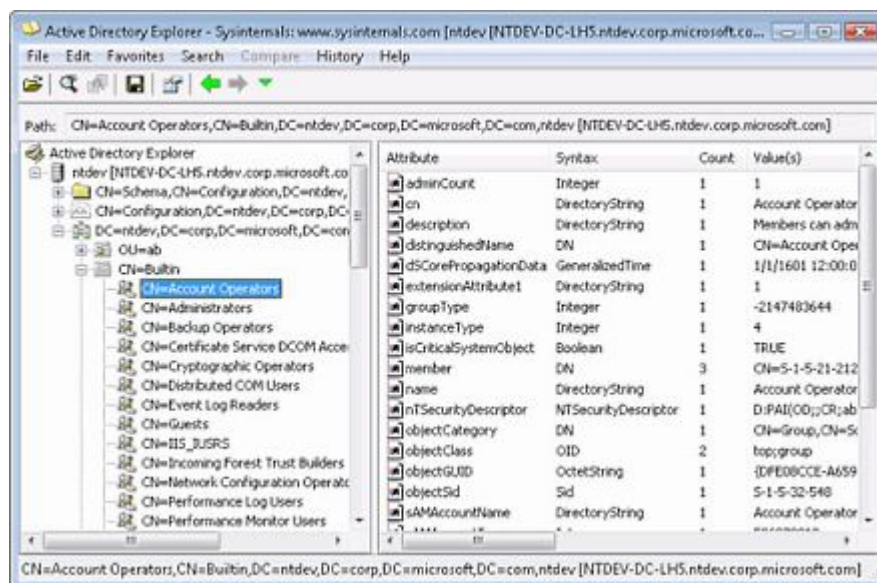 Active Directory Explorer - Sysinternals: www.sysinternals.com [ntdev [NTDEV-DC-LH5.ntdev.corp.microsoft.co...
File Edit Favorites Search Compare History Help
Path: CN=Account Operators,CN=Builtin,DC=ntdev,DC=corp,DC=microsoft,DC=com,ntdev [NTDEV-DC-LH5.ntdev.corp.microsoft.com]
Active Directory Explorer
ntdev [NTDEV-DC-LH5.ntdev.corp.microsoft.co
CN=Schema,CN=Configuration,DC=ntdev,
CN=Configuration,DC=ntdev,DC=corp,DC=
DC=ntdev,DC=corp,DC=microsoft,DC=com
OU=ab
CN=Builtin
CN=Account Operators
CN=Administrators
CN=Backup Operators
CN=Certificate Service DCOM Acce
CN=Cryptographic Operators
CN=Distributed COM Users
CN=Event Log Readers
CN=Guests
CN=IIS_IUSRS
CN=Incoming Forest Trust Builders
CN=Network Configuration Operato
CN=Performance Log Users
CN=Performance Monitor Users
Attribute Syntax Count Value(s)
adminCount Integer 1 1
cn DirectoryString 1 Account Operator
description DirectoryString 1 Members can adm
distinguishedName DN 1 CN=Account Oper
dSCorePropagationData GeneralizedTime 1 1/1/1601 12:00:0
extensionAttribute1 DirectoryString 1 1
groupType Integer 1 -2147483644
instanceType Integer 1 4
isCriticalSystemObject Boolean 1 TRUE
member DN 3 CN=S-1-5-21-212
name DirectoryString 1 Account Operator
nTSecurityDescriptor NTSecurityDescriptor 1 D:PAI(OD;;CR;ab
objectCategory DN 1 CN=Group,CN=Sc
objectClass OID 2 top;group
objectGUID OctetString 1 {DFE08CCE-A659
objectSid Sid 1 S-1-5-32-548
sAMAccountName DirectoryString 1 Account Operator
CN=Account Operators,CN=Builtin,DC=ntdev,DC=corp,DC=microsoft,DC=com,ntdev [NTDEV-DC-LH5.ntdev.corp.microsoft.com]